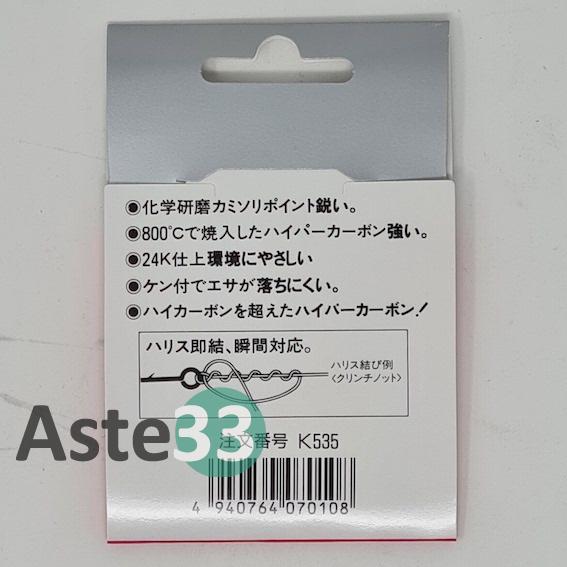 ◉化学研磨カミソリポイント鋭い。
◉800℃で焼入したハイパーカーボン強い。
◉24K仕上環境にやさしい
◉ケン付でエサが落ちにくい。
◉ハイカーボンを超えたハイパーカーボン!
ハリス即結、瞬間対応。
ハリス結び例
〈クリンチノット〉
Aste33
注文番号 K535
4 940764 070108